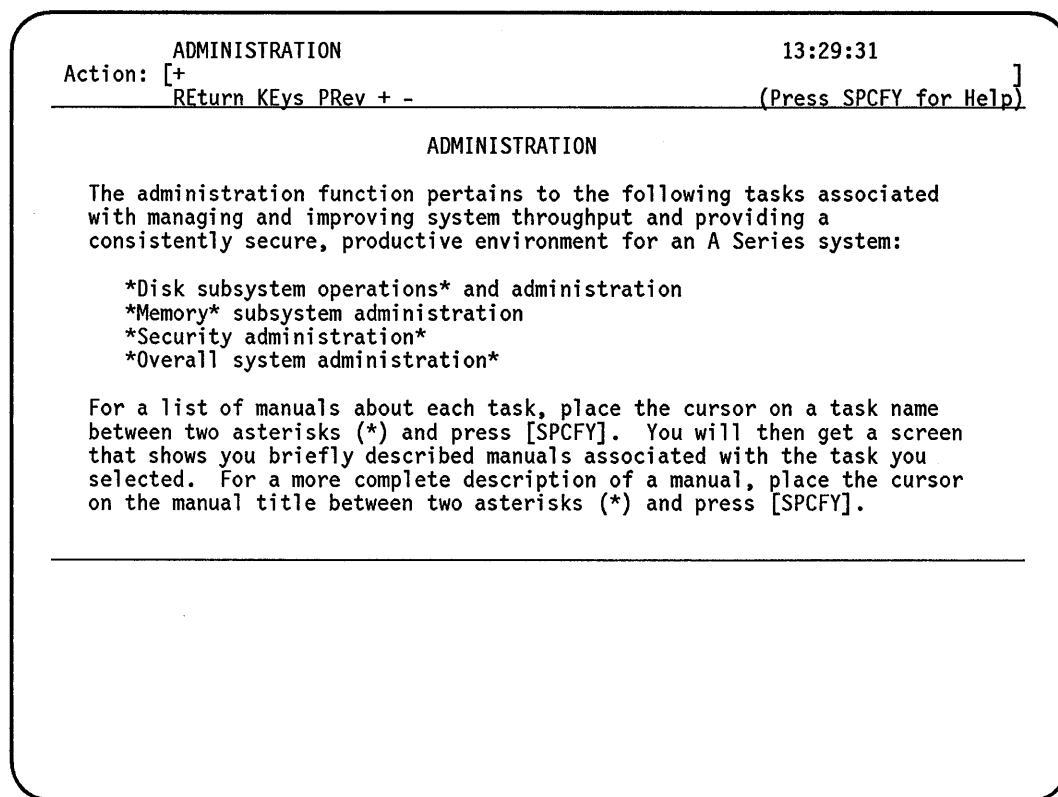 ADMINISTRATION 13:29:31
Action: [+ ]
REturn KEys PRev + - (Press SPCFY for Help)
ADMINISTRATION
The administration function pertains to the following tasks associated
with managing and improving system throughput and providing a
consistently secure, productive environment for an A Series system:
*Disk subsystem operations* and administration
*Memory* subsystem administration
*Security administration*
*Overall system administration*
For a list of manuals about each task, place the cursor on a task name
between two asterisks (*) and press [SPCFY]. You will then get a screen
that shows you briefly described manuals associated with the task you
selected. For a more complete description of a manual, place the cursor
on the manual title between two asterisks (*) and press [SPCFY].